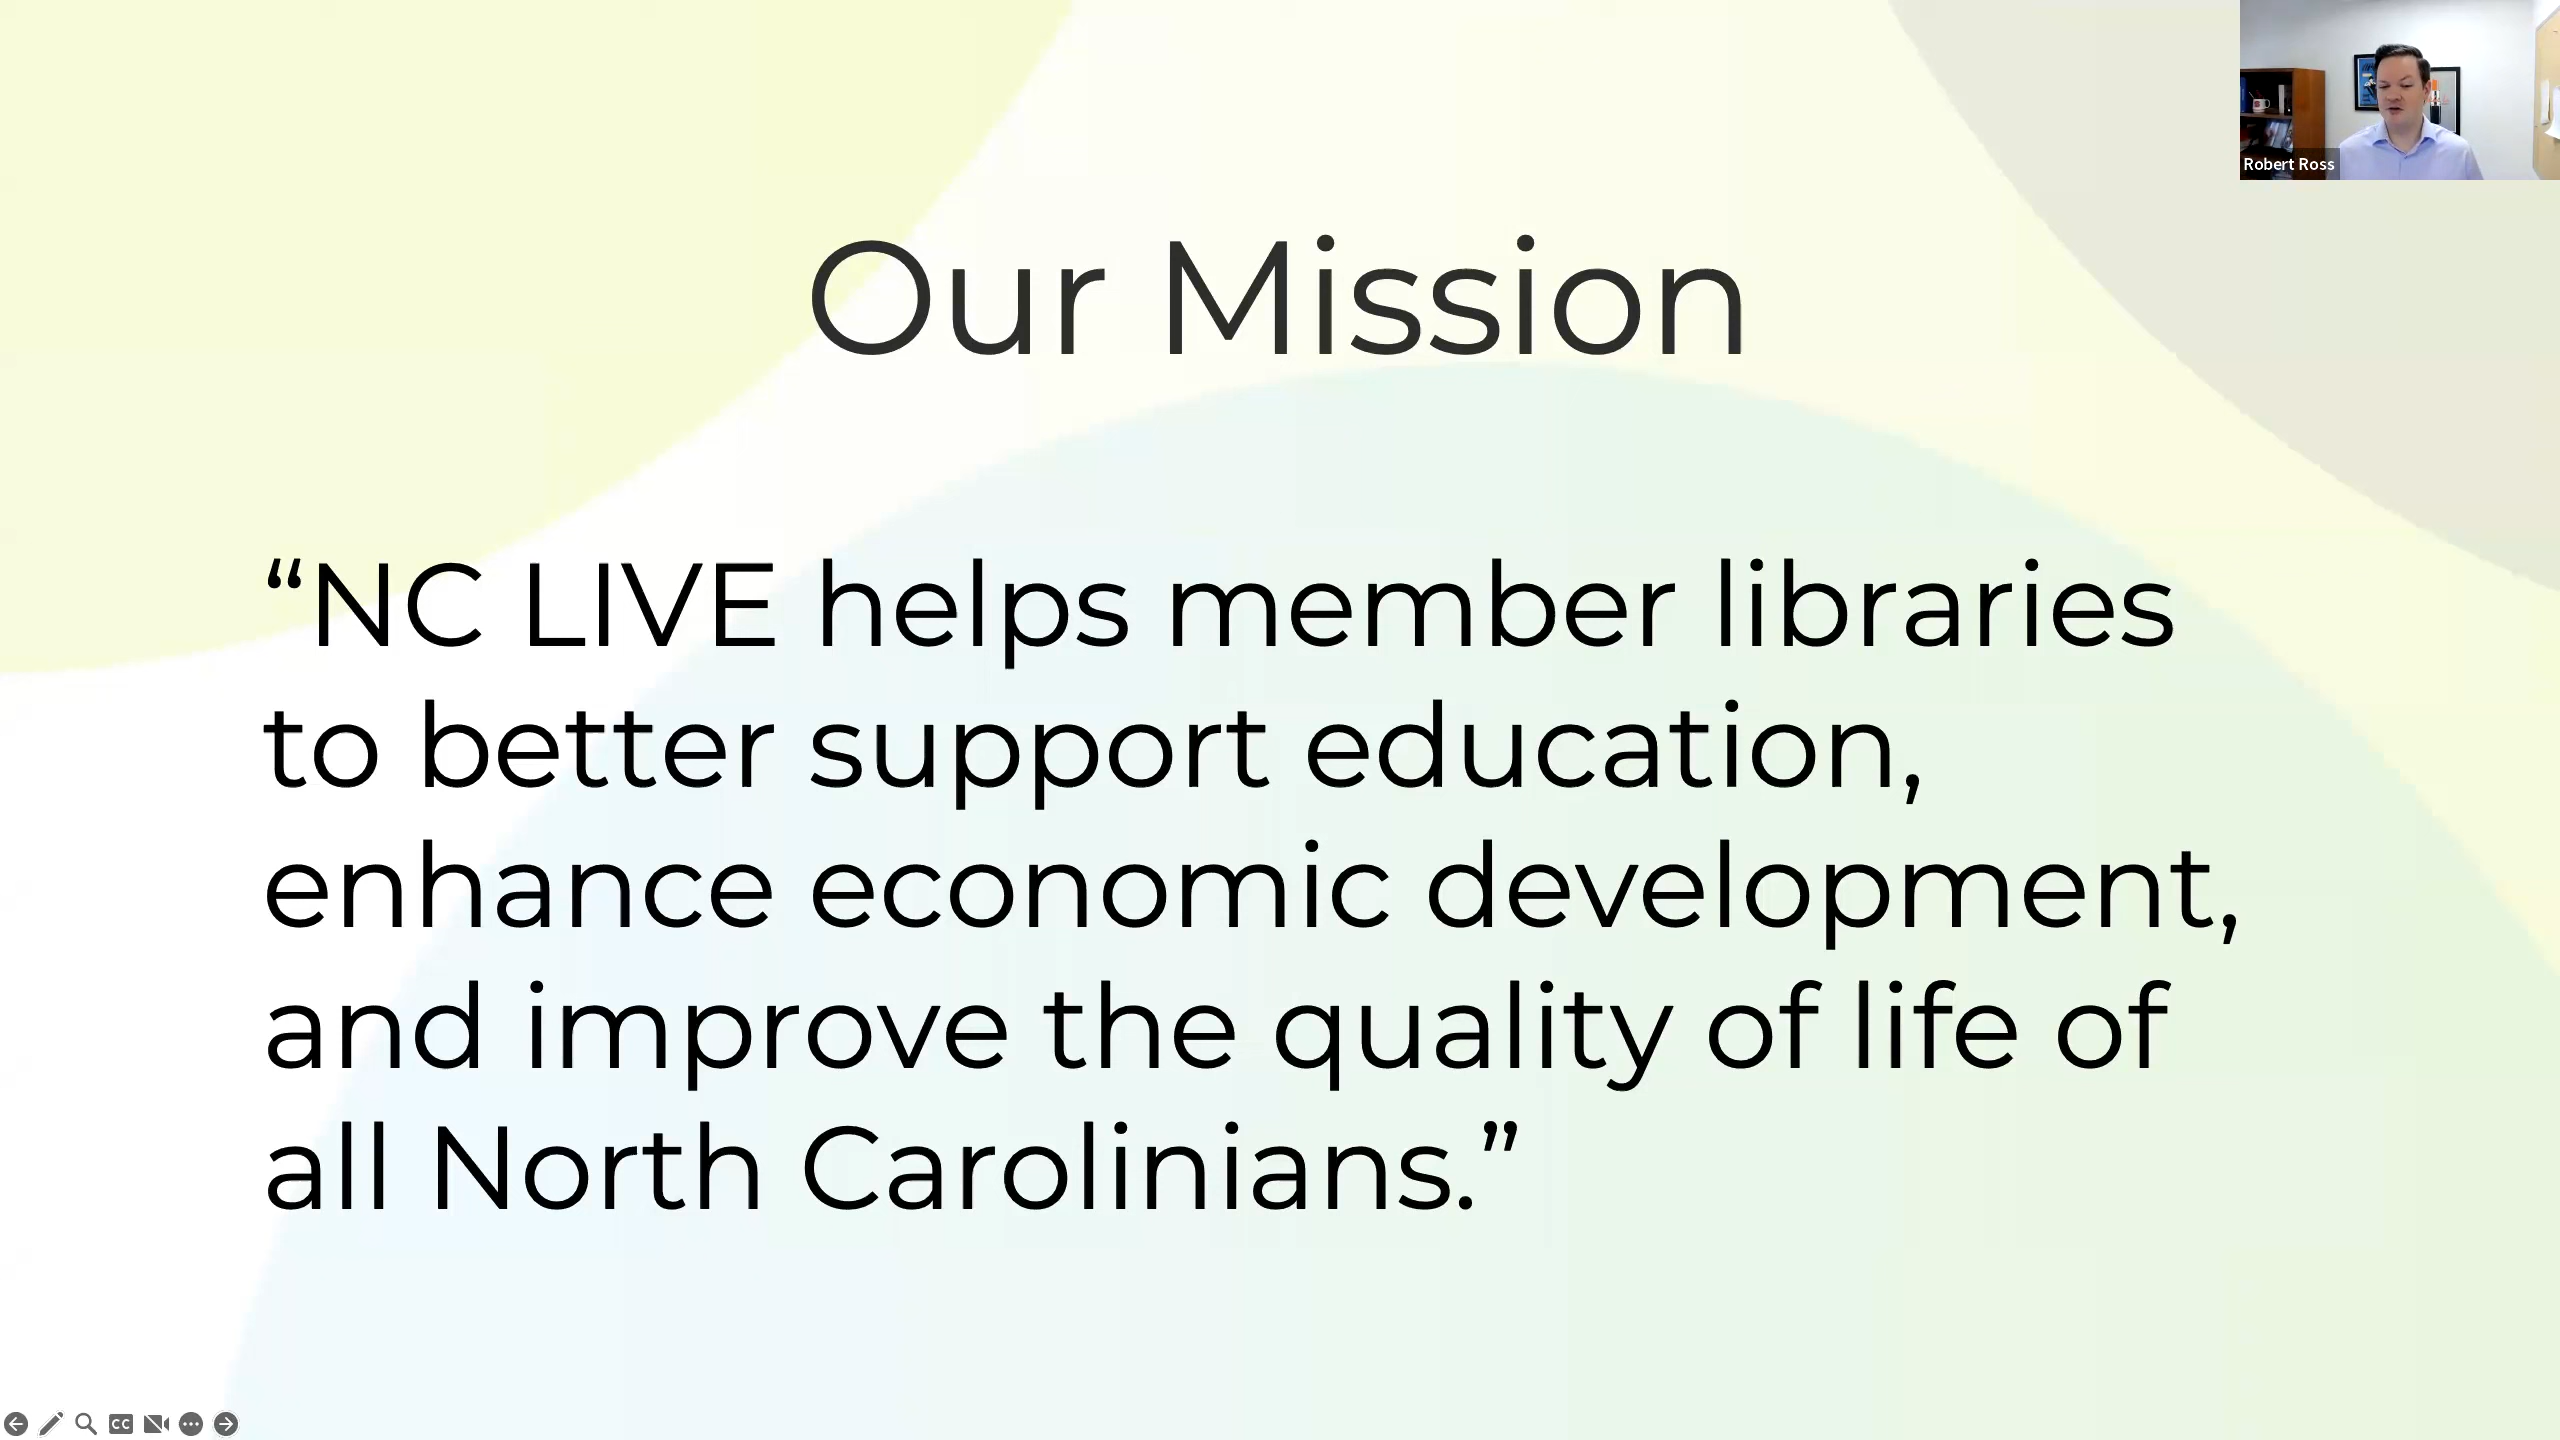 Robert Ross
Our Mission
“NC LIVE helps member libraries
to better support education,
enhance economic development,
and improve the quality of life of
all North Carolinians.”
CC